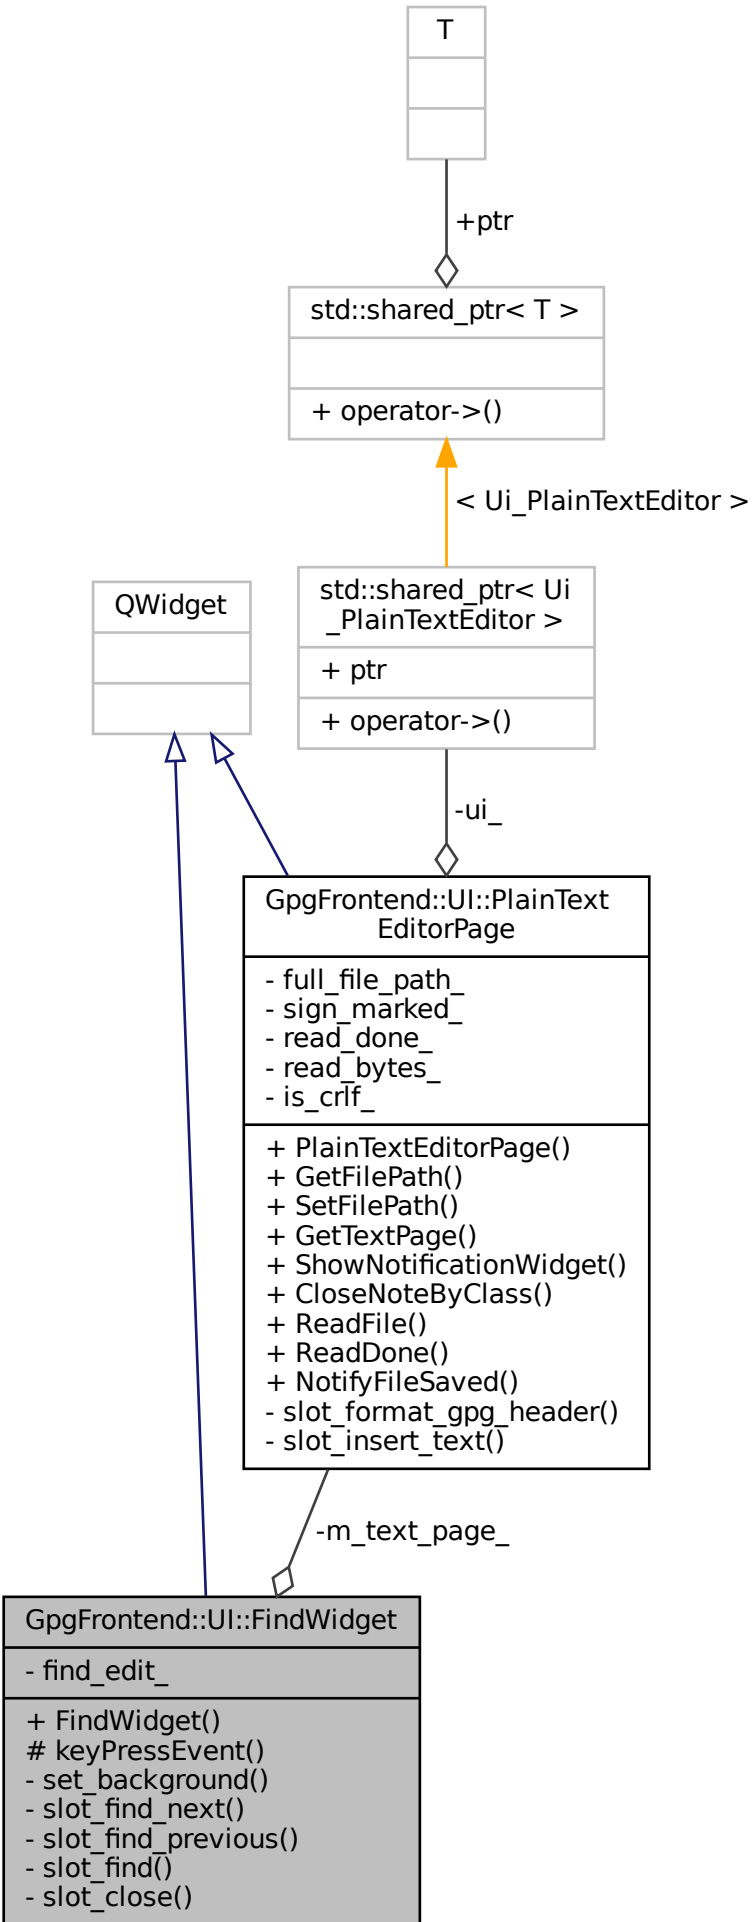 T
+ptr
std::shared_ptr< T >
+ operator->()
< Ui_PlainTextEditor >
QWidget
std::shared_ptr< Ui
_PlainTextEditor >
+ ptr
+ operator->()
-ui_
GpgFrontend::UI::PlainText
EditorPage
- full_file_path_
- sign_marked_
- read_done_
- read_bytes_
- is_crlf_
+ PlainTextEditorPage()
+ GetFilePath()
+ SetFilePath()
+ GetTextPage()
+ ShowNotificationWidget()
+ CloseNoteByClass()
+ ReadFile()
+ ReadDone()
+ NotifyFileSaved()
- slot_format_gpg_header()
- slot_insert_text()
-m_text_page_
GpgFrontend::UI::FindWidget
- find_edit_
+ FindWidget()
# keyPressEvent()
- set_background()
- slot_find_next()
- slot_find_previous()
- slot_find()
- slot_close()